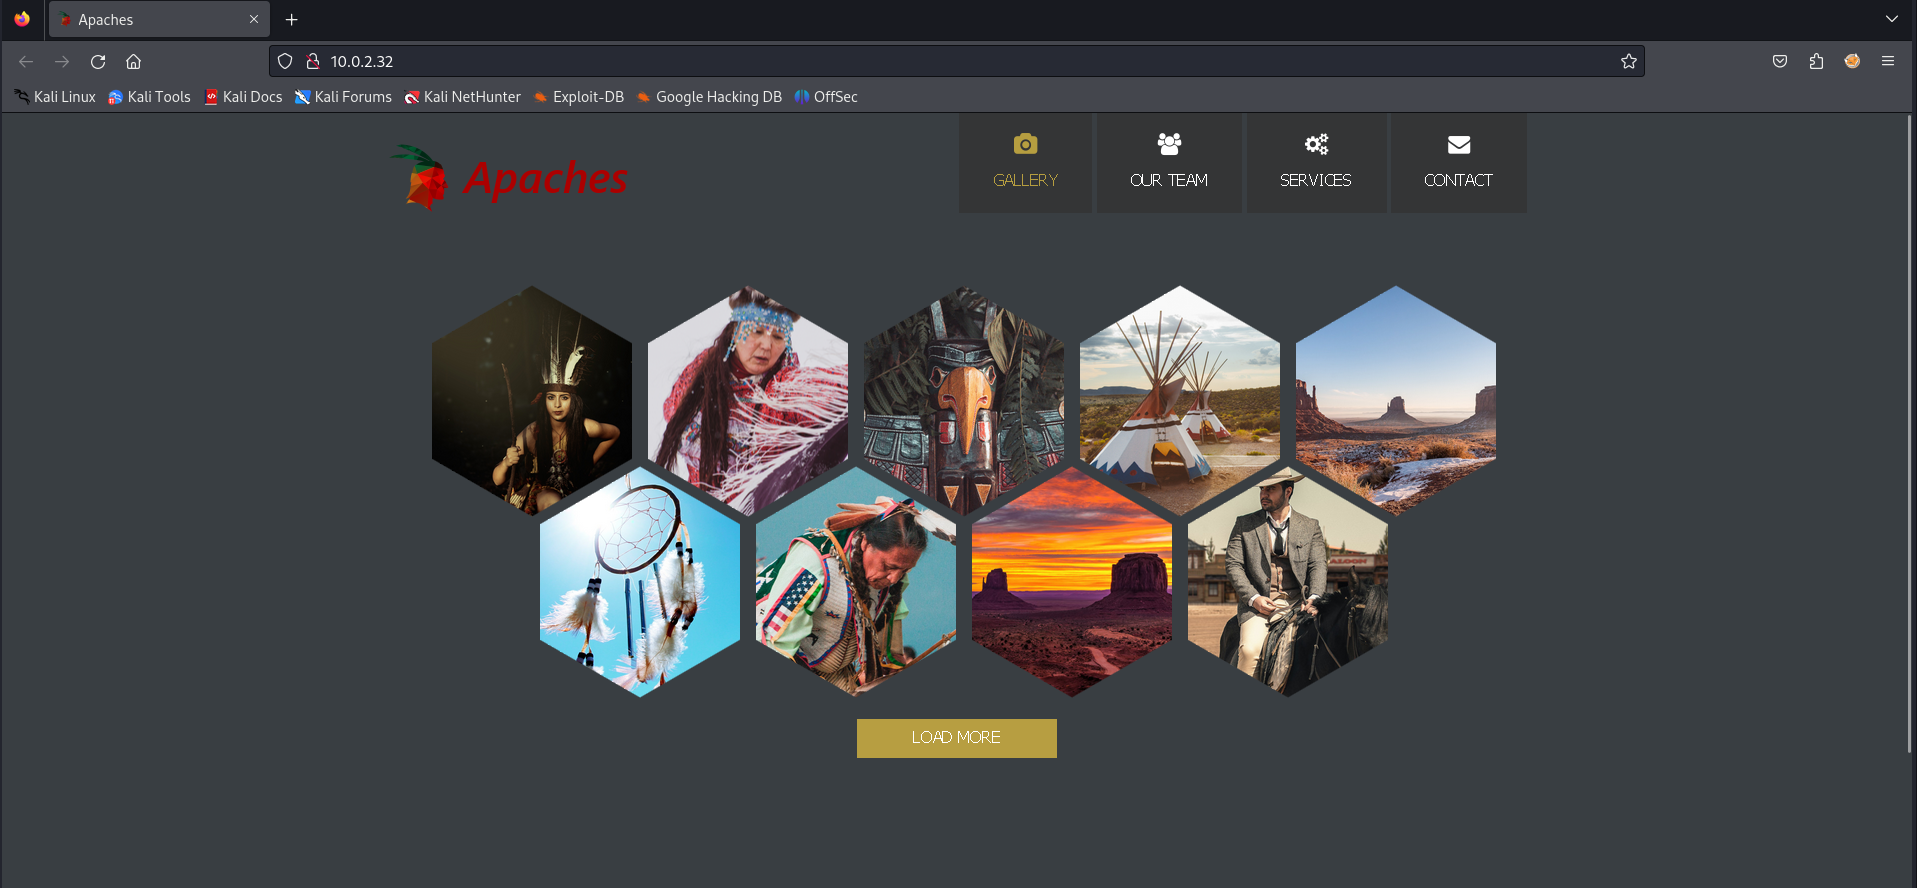 Apaches
10.0.2.32
Kali Linux Kali Tools Kali Docs Kali Forums Kali NetHunter Exploit-DB Google Hacking DB OffSec
Apaches
GALLERY OUR TEAM SERVICES CONTACT
LOAD MORE